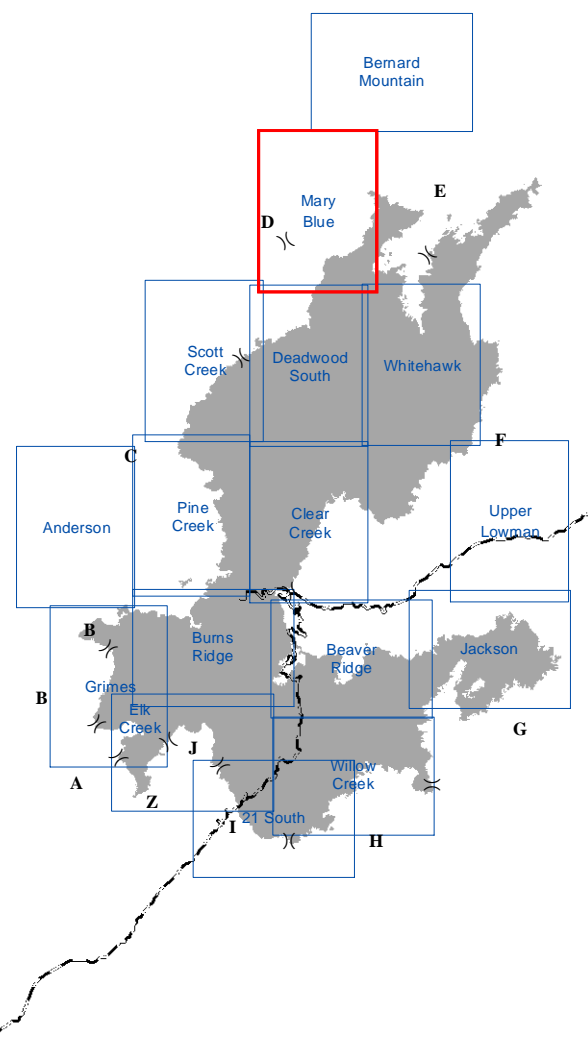 Bernard
Mountain
E
Mary
Blue
D
Scott
Creek
Deadwood
South
Whitehawk
F
C
Anderson
Pine
Creek
Clear
Creek
Upper
Lowman
B
Burns
Ridge
Beaver
Ridge
Jackson
B
Grimes
Elk
Creek
G
J
A
Z
Willow
Creek
I
21 South
H